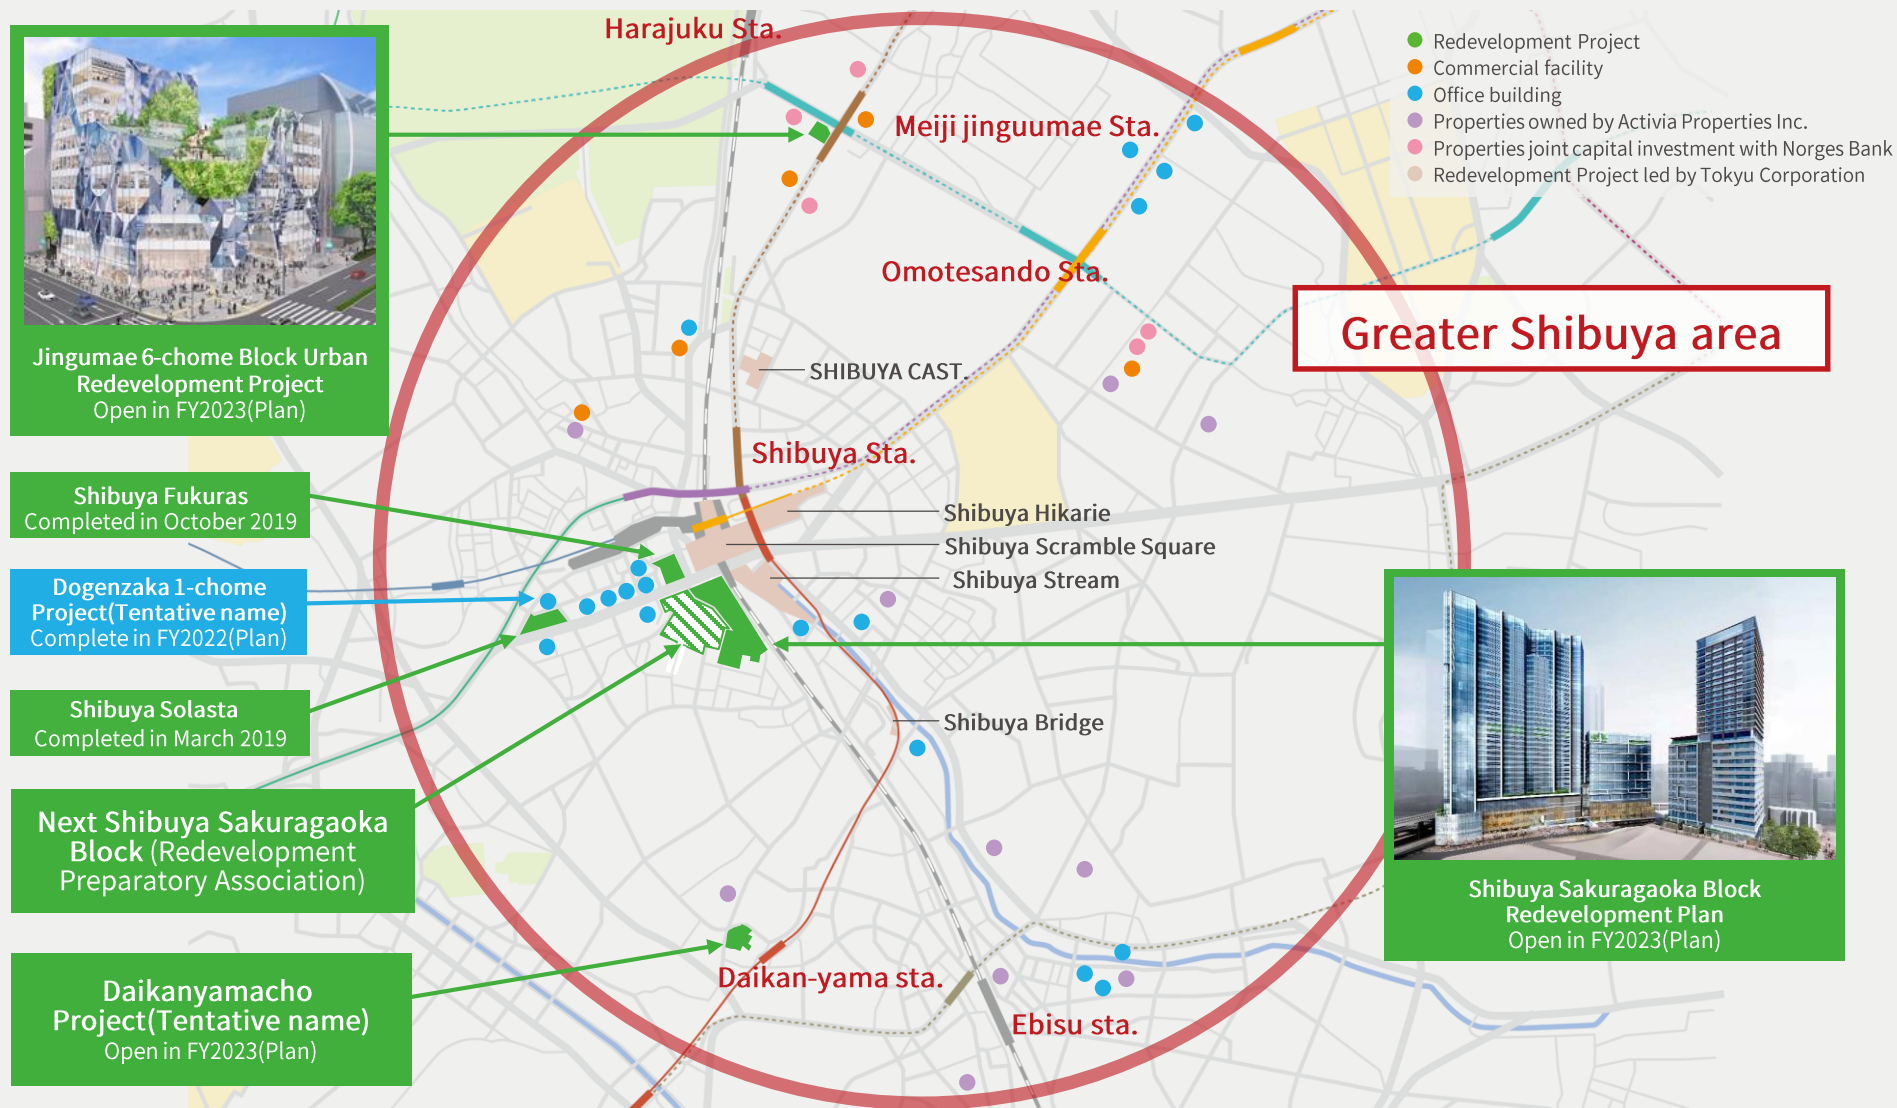 Harajuku Sta.
Redevelopment Project
Commercial facility
Office building
Properties owned by Activia Properties Inc.
Properties joint capital investment with Norges Bank
Redevelopment Project led by Tokyu Corporation
Meiji jinguumae Sta.
Omotesando Sta.
Greater Shibuya area
Jingumae 6-chome Block Urban
Redevelopment Project
Open in FY2023(Plan)
SHIBUYA CAST.
Shibuya Sta.
Shibuya Fukuras
Completed in October 2019
Shibuya Hikarie
Shibuya Scramble Square
Shibuya Stream
Dogenzaka 1-chome
Project(Tentative name)
Complete in FY2022(Plan)
Shibuya Solasta
Completed in March 2019
Shibuya Bridge
Next Shibuya Sakuragaoka
Block (Redevelopment
Preparatory Association)
Shibuya Sakuragaoka Block
Redevelopment Plan
Open in FY2023(Plan)
Daikan-yama sta.
Daikanyamacho
Project(Tentative name)
Open in FY2023(Plan)
Ebisu sta.